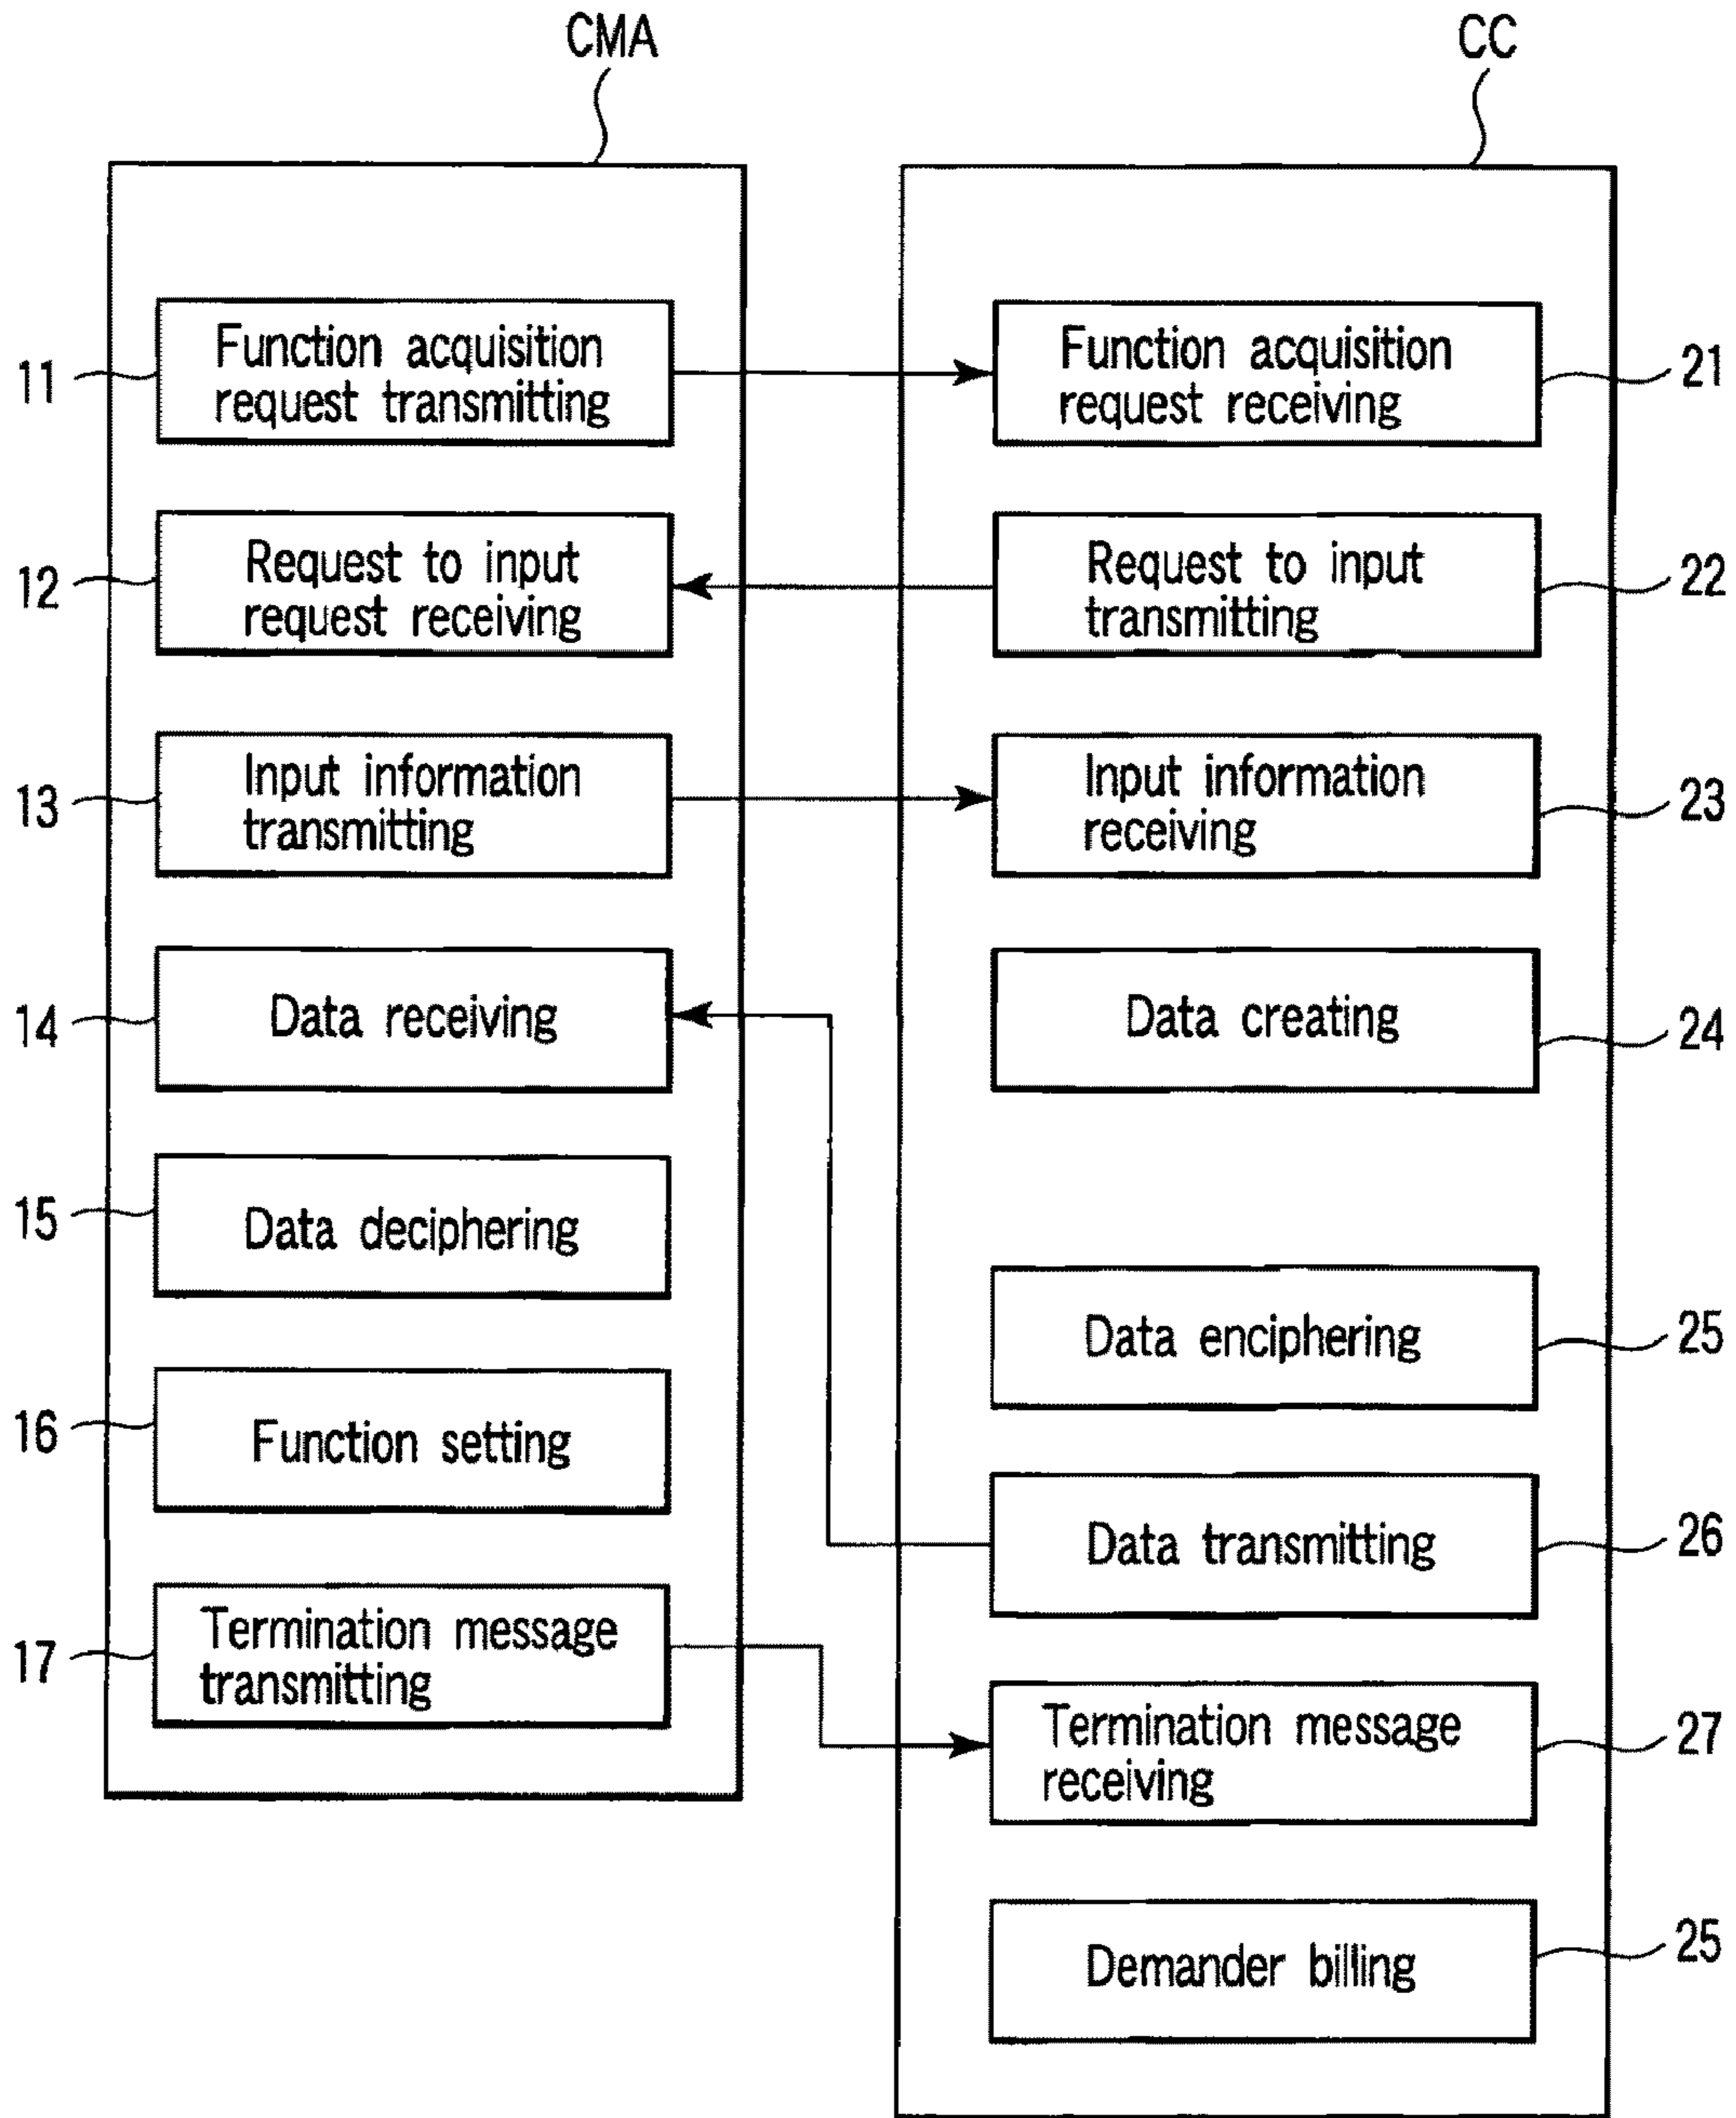 CMA
CC
11
Function acquisition
request transmitting
Function acquisition
request receiving
21
12
Request to input
request receiving
Request to input
transmitting
22
13
Input information
transmitting
Input information
receiving
23
14
Data receiving
Data creating
24
15
Data deciphering
Data enciphering
25
16
Function setting
Data transmitting
26
17
Termination message
transmitting
Termination message
receiving
27
Demander billing
25